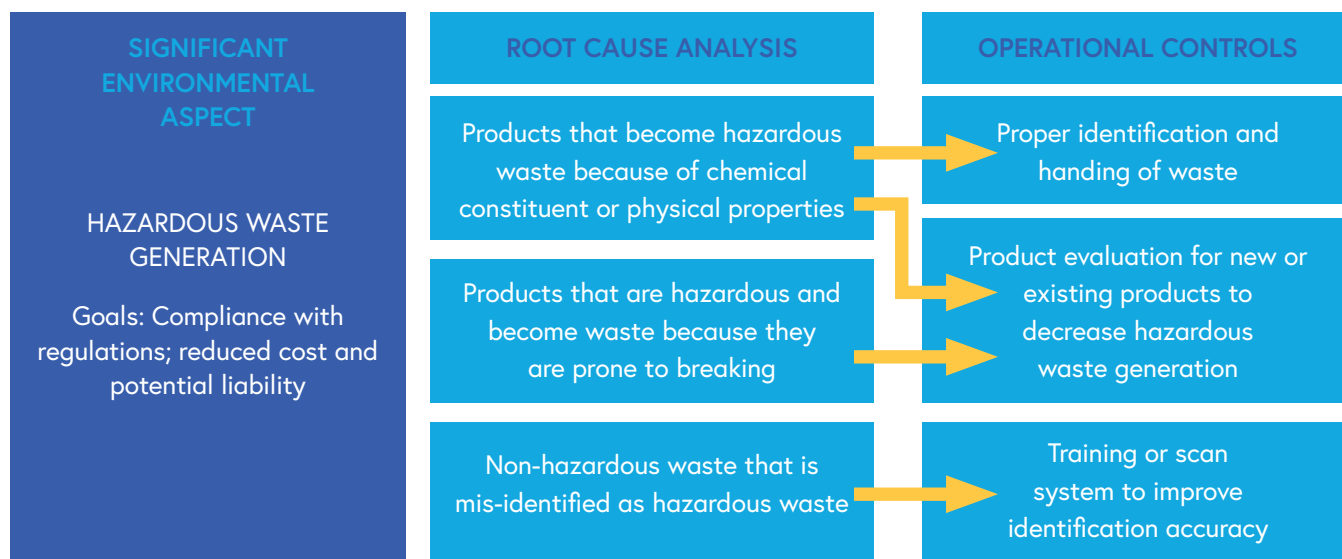 SIGNIFICANT
ENVIRONMENTAL
ASPECT
HAZARDOUS WASTE
GENERATION
Goals: Compliance with
regulations; reduced cost and
potential liability
ROOT CAUSE ANALYSIS
Products that become hazardous
waste because of chemical
constituent or physical properties
Products that are hazardous and
become waste because they
are prone to breaking
Non-hazardous waste that is
mis-identified as hazardous waste
OPERATIONAL CONTROLS
Proper identification and
handing of waste
Product evaluation for new or
existing products to
decrease hazardous
waste generation
Training or scan
system to improve
identification accuracy